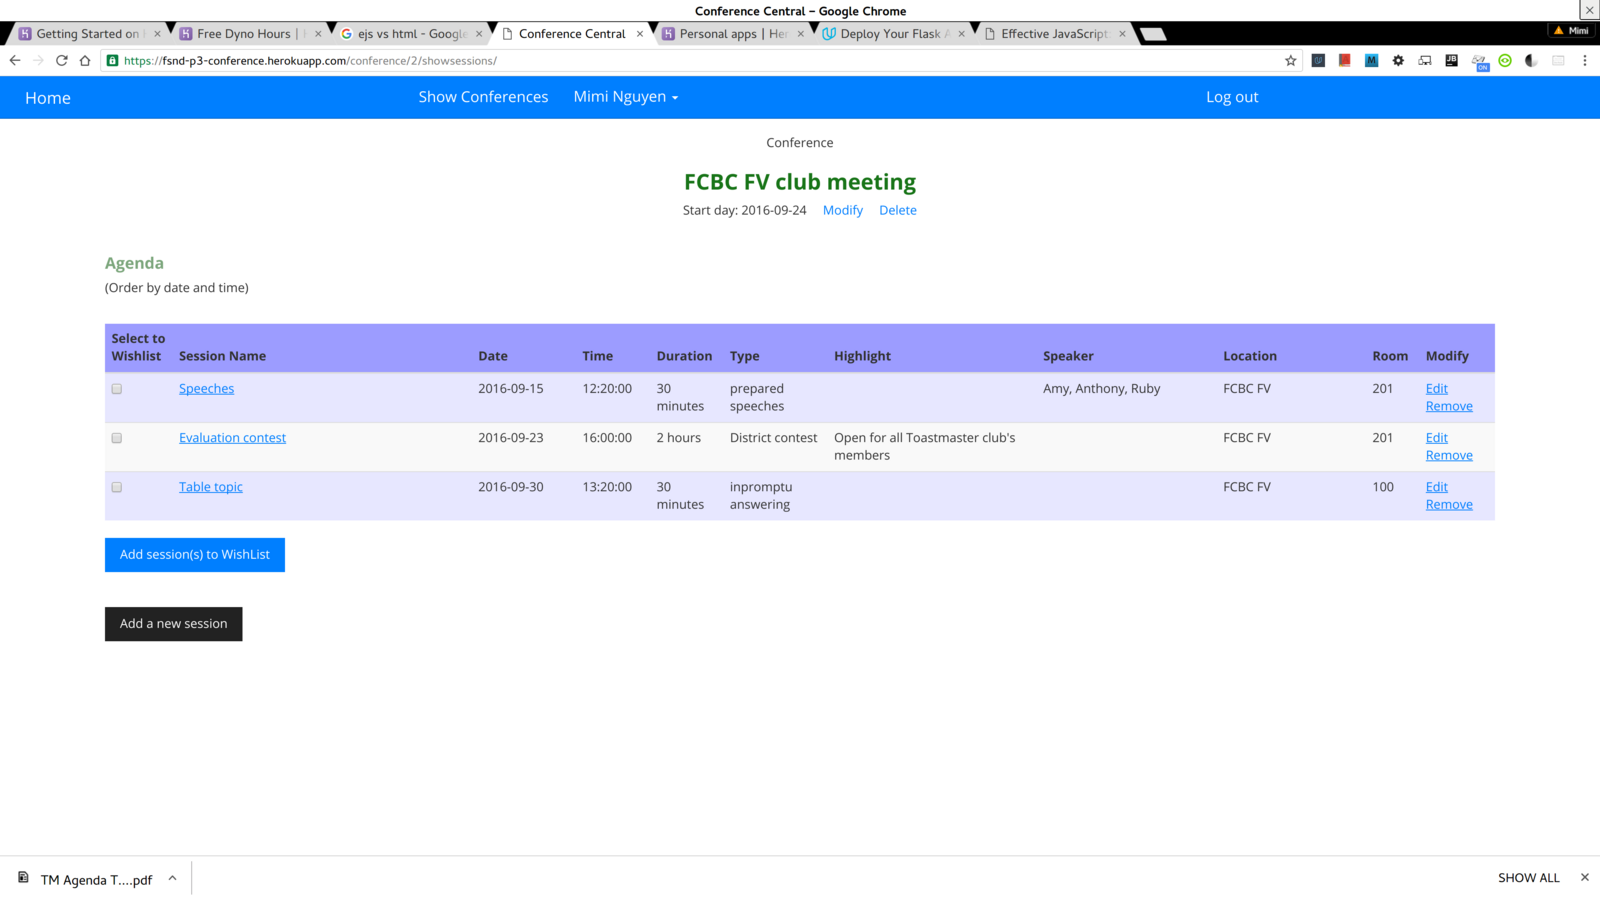 Conference Central – Google Chrome
Getting Started on
Free Dyno Hours |
ejs vs html - Google
Conference Central
Personal apps | Her
Deploy Your Flask A
Effective JavaScript:
Mimi
https://fsnd-p3-conference.herokuapp.com/conference/2/showsessions/
JB
ON
Home Show Conferences Mimi Nguyen Log out
Conference
FCBC FV club meeting
Start day: 2016-09-24 Modify Delete
Agenda
(Order by date and time)
Select to
Wishlist Session Name Date Time Duration Type Highlight Speaker Location Room Modify
Speeches 2016-09-15 12:20:00 30 prepared Amy, Anthony, Ruby FCBC FV 201 Edit
minutes speeches Remove
Evaluation contest 2016-09-23 16:00:00 2 hours District contest Open for all Toastmaster club's FCBC FV 201 Edit
members Remove
Table topic 2016-09-30 13:20:00 30 inpromptu FCBC FV 100 Edit
minutes answering Remove
Add session(s) to WishList
Add a new session
TM Agenda T....pdf SHOW ALL